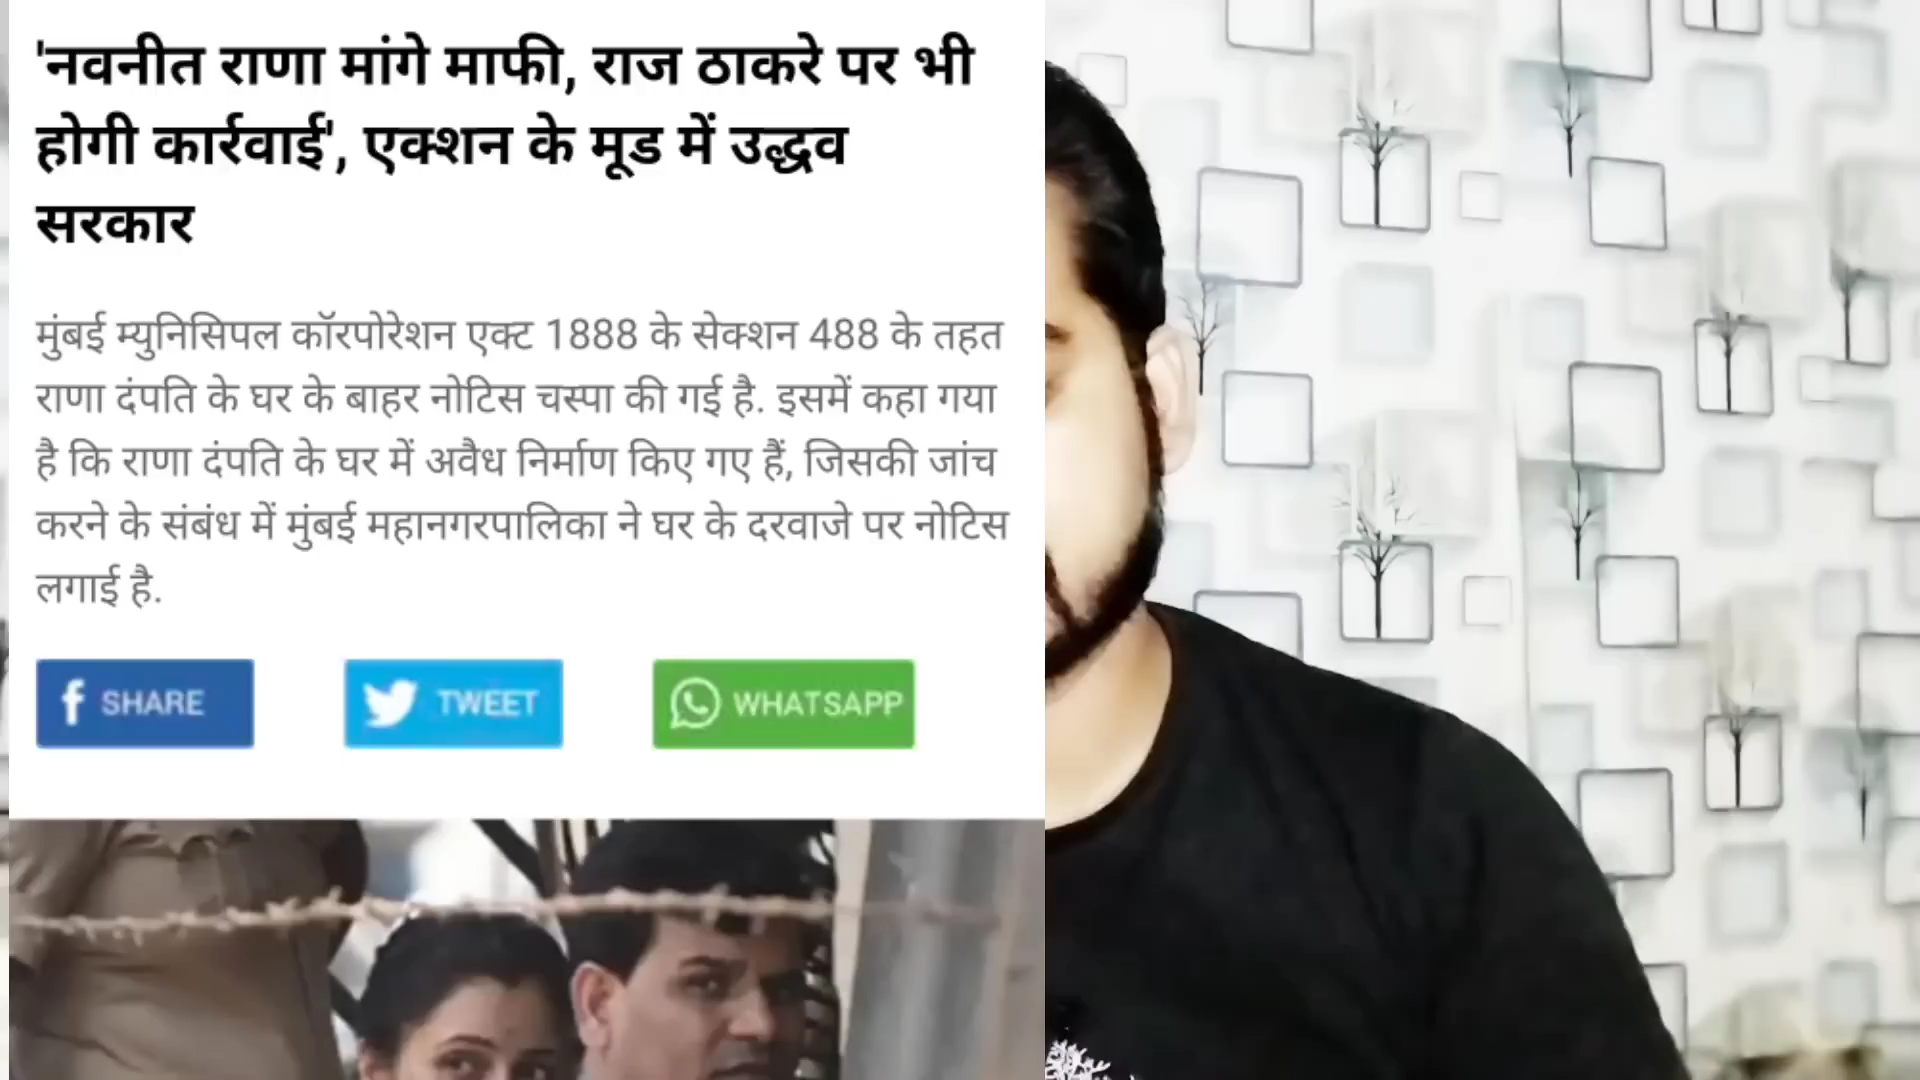 'नवनीत राणा मांगे माफी, राज ठाकरे पर भी
होगी कार्रवाई', एक्शन के मूड में उद्धव
सरकार
मुंबई म्युनिसिपल कॉरपोरेशन एक्ट 1888 के सेक्शन 488 के तहत
राणा दंपति के घर के बाहर नोटिस चस्पा की गई है. इसमें कहा गया
है कि राणा दंपति के घर में अवैध निर्माण किए गए हैं, जिसकी जांच
करने के संबंध में मुंबई महानगरपालिका ने घर के दरवाजे पर नोटिस
लगाई है.
SHARE TWEET WHATSAPP